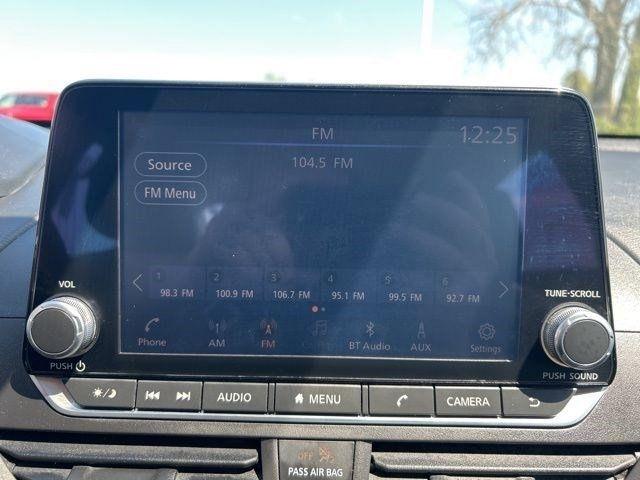 FM
12:25
Source
104.5 FM
FM Menu
1 2 3 4 5 6
98.3 FM 100.9 FM 106.7 FM 95.1 FM 99.5 FM 92.7 FM
VOL
TUNE·SCROLL
Phone AM FM BT Audio AUX Settings
PUSH
PUSH SOUND
AUDIO MENU CAMERA
OFF
PASS AIR BAG